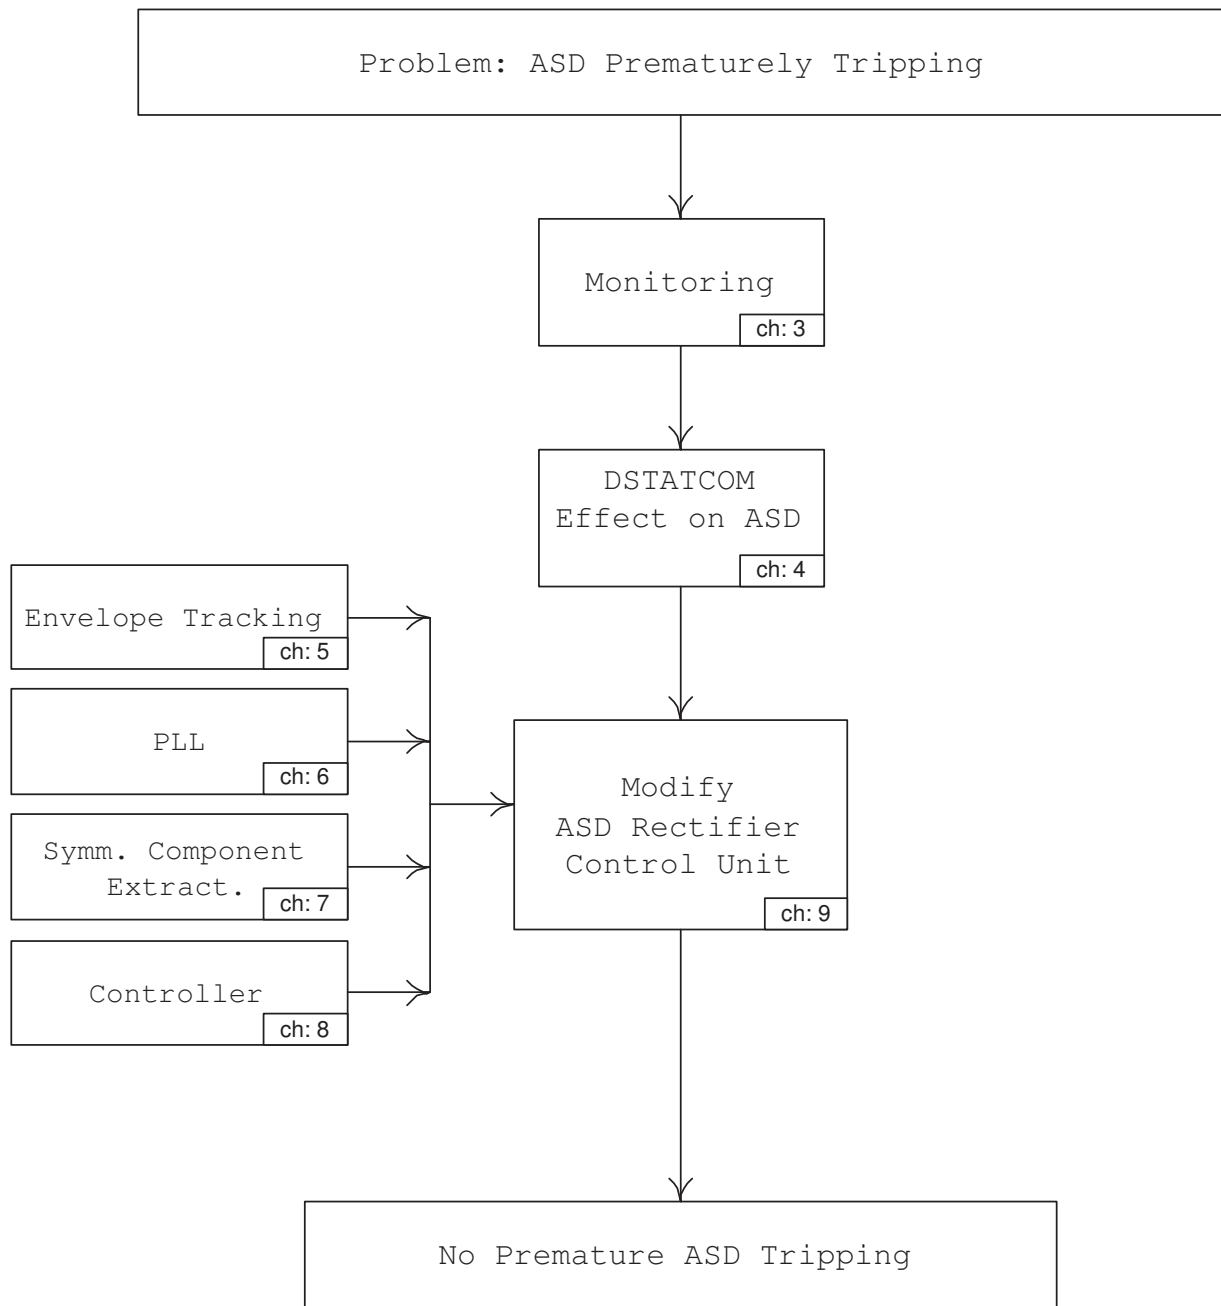 Problem: ASD Prematurely Tripping
Monitoring
ch: 3
DSTATCOM
Effect on ASD
ch: 4
Envelope Tracking
ch: 5
PLL
ch: 6
Symm. Component
Extract.
ch: 7
Controller
ch: 8
Modify
ASD Rectifier
Control Unit
ch: 9
No Premature ASD Tripping